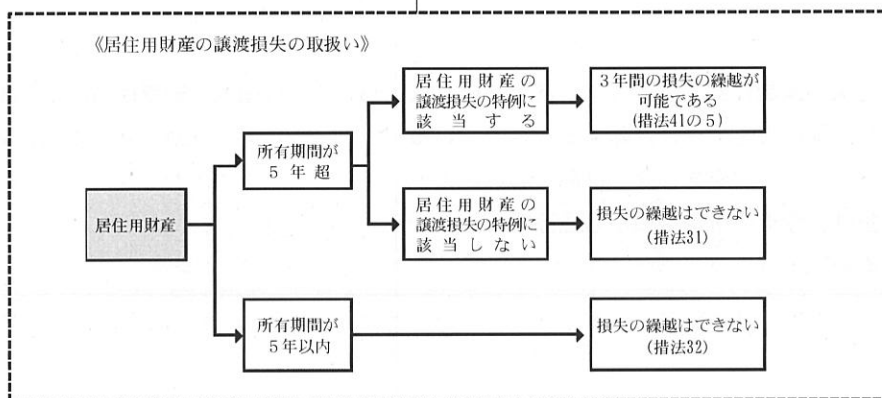 《居住用財産の譲渡損失の取扱い》
居住用財産
所有期間が
5年超
居住用財産の
譲渡損失の特例に
該当する
3年間の損失の繰越が
可能である
(措法41の5)
居住用財産の
譲渡損失の特例に
該当しない
損失の繰越はできない
(措法31)
所有期間が
5年以内
損失の繰越はできない
(措法32)